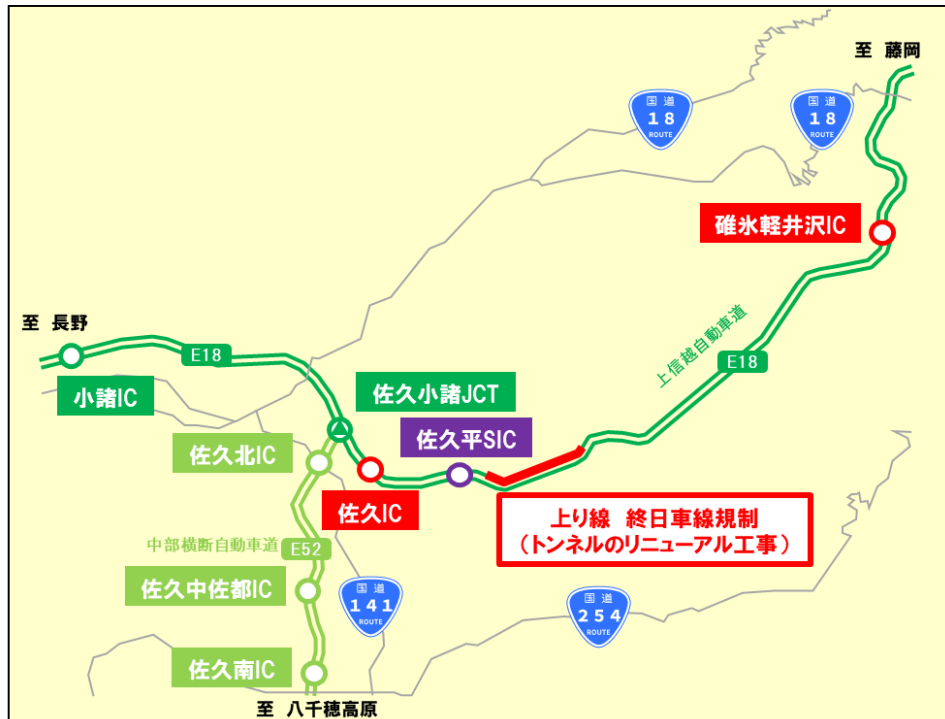 至 藤岡
国道
18
ROUTE
国道
18
ROUTE
碓氷軽井沢IC
至 長野
E18
上信越自動車道
E18
小諸IC
佐久小諸JCT
佐久平SIC
佐久北IC
佐久IC
上り線 終日車線規制
(トンネルのリニューアル工事)
中部横断自動車道
E52
佐久中佐都IC
国道
141
ROUTE
国道
254
ROUTE
佐久南IC
至 八千穂高原